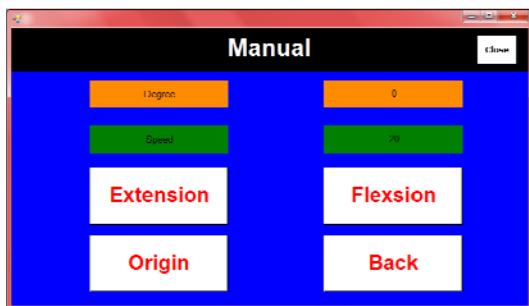 Manual
Close
Degree 0
Speed 20
Extension Flexsion
Origin Back